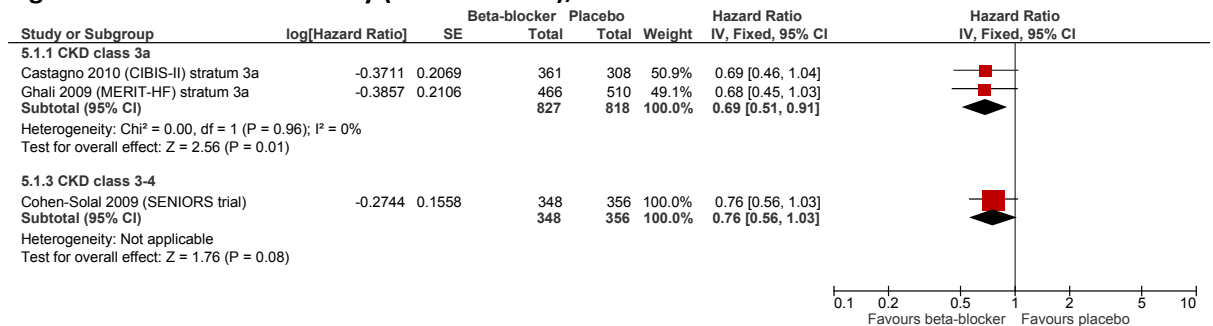 Beta-blocker Placebo Hazard Ratio Hazard Ratio
Study or Subgroup log[Hazard Ratio] SE Total Total Weight IV, Fixed, 95% CI IV, Fixed, 95% CI
5.1.1 CKD class 3a
Castagno 2010 (CIBIS-II) stratum 3a -0.3711 0.2069 361 308 50.9% 0.69 [0.46, 1.04]
Ghali 2009 (MERIT-HF) stratum 3a -0.3857 0.2106 466 510 49.1% 0.68 [0.45, 1.03]
Subtotal (95% CI) 827 818 100.0% 0.69 [0.51, 0.91]
Heterogeneity: Chi² = 0.00, df = 1 (P = 0.96); I² = 0%
Test for overall effect: Z = 2.56 (P = 0.01)
5.1.3 CKD class 3-4
Cohen-Solal 2009 (SENIORS trial) -0.2744 0.1558 348 356 100.0% 0.76 [0.56, 1.03]
Subtotal (95% CI) 348 356 100.0% 0.76 [0.56, 1.03]
Heterogeneity: Not applicable
Test for overall effect: Z = 1.76 (P = 0.08)
0.1 0.2 0.5 1 2 5 10
Favours beta-blocker Favours placebo